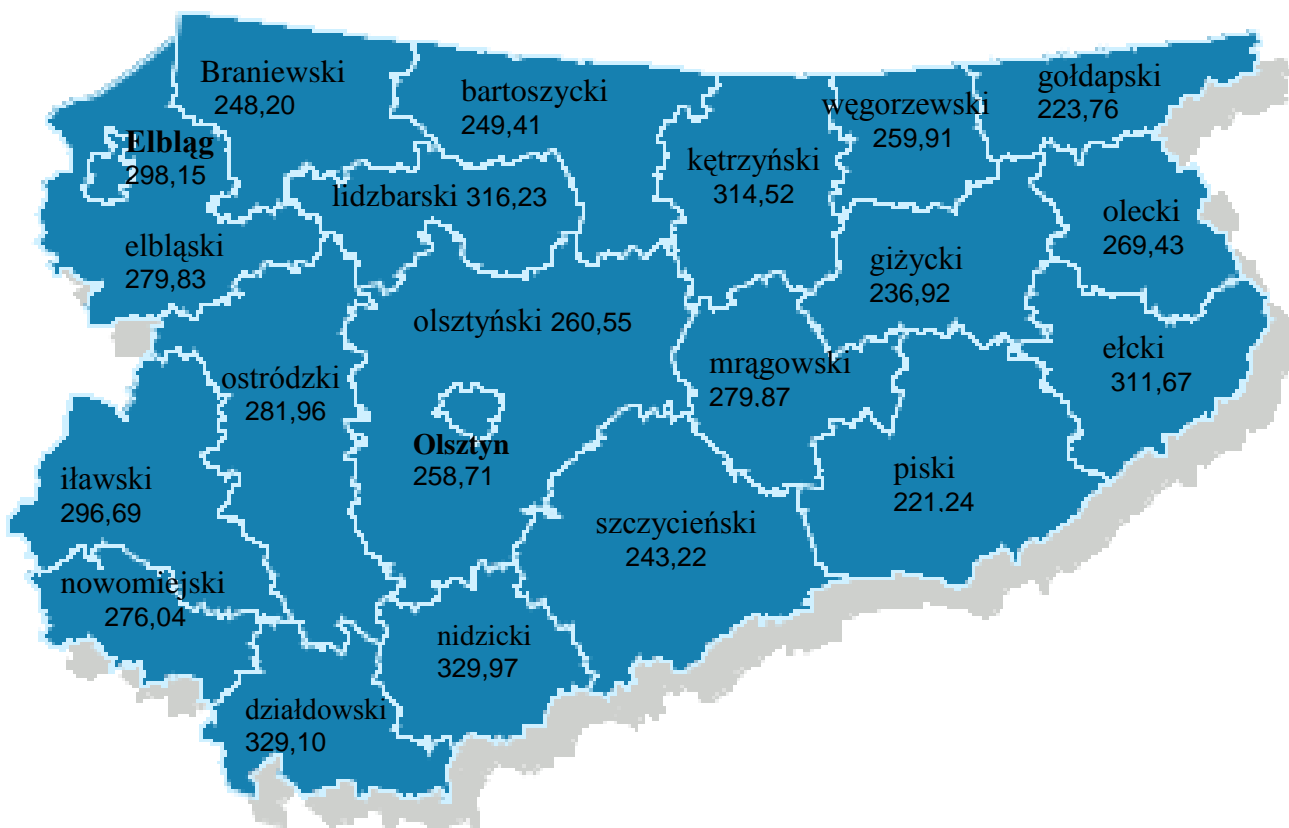 Braniewski
248,20
bartoszycki
249,41
węgorzewski
259,91
gołdapski
223,76
Elbląg
298,15
kętrzyński
314,52
lidzbarski 316,23
olecki
269,43
elbląski
279,83
giżycki
236,92
olsztyński 260,55
ełcki
311,67
mrągowski
279,87
ostródzki
281,96
Olsztyn
258,71
piski
221,24
iławski
296,69
szczycieński
243,22
nowomiejski
276,04
nidzicki
329,97
działdowski
329,10